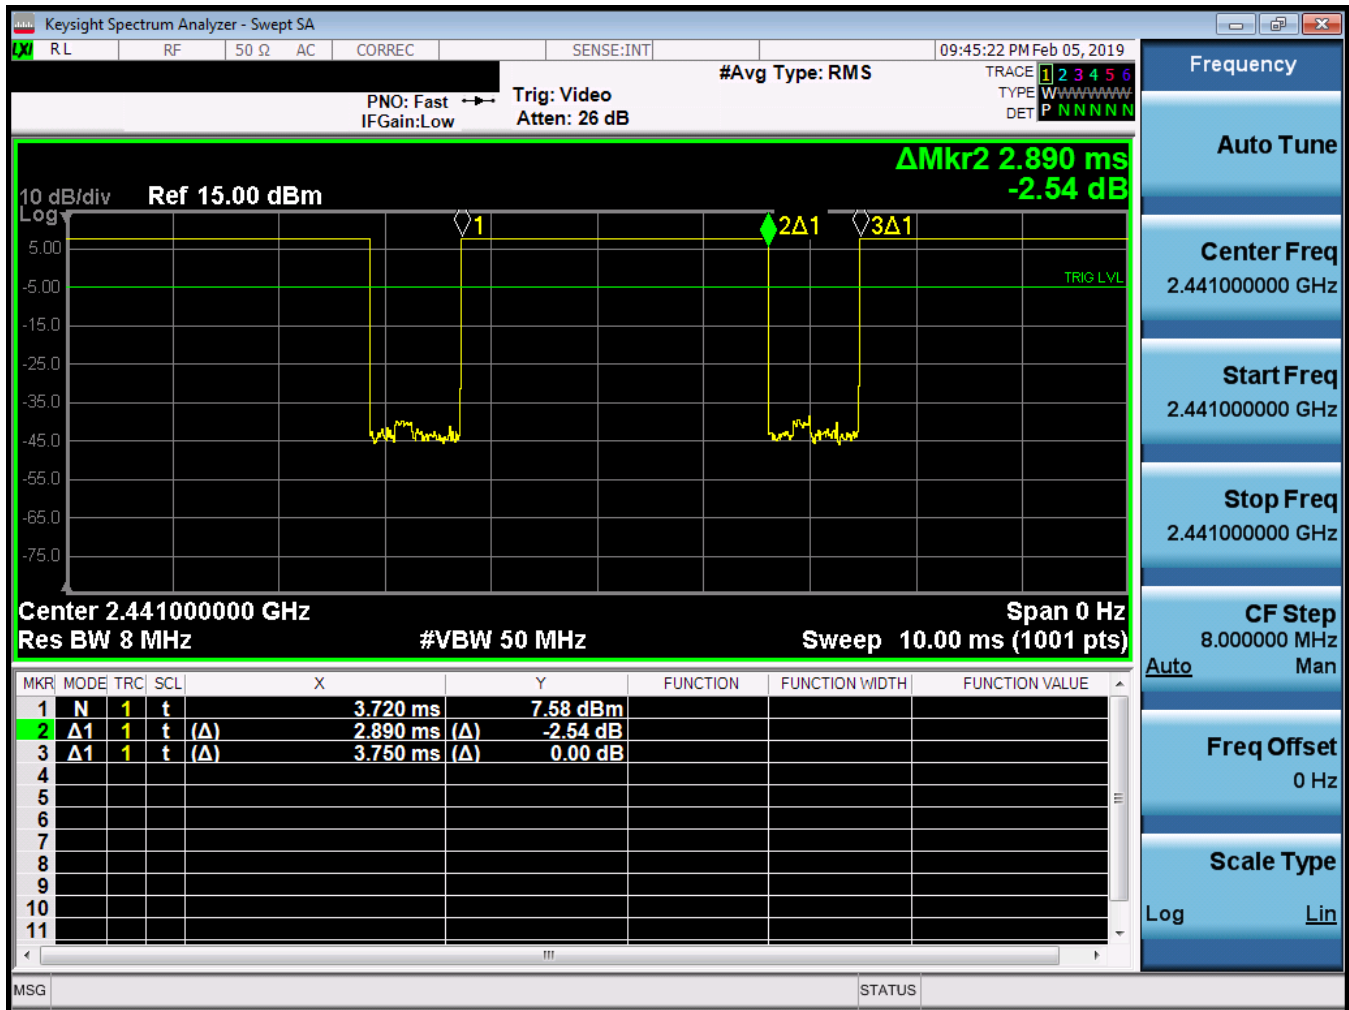 Keysight Spectrum Analyzer - Swept SA
LXI RL RF 50 Ω AC CORREC SENSE:INT 09:45:22 PM Feb 05, 2019
#Avg Type: RMS
TRACE 1 2 3 4 5 6
TYPE WWWWWWW
DET P N N N N N
PNO: Fast
IFGain:Low
Trig: Video
Atten: 26 dB
ΔMkr2 2.890 ms
-2.54 dB
10 dB/div Ref 15.00 dBm
Log
1 2Δ1 3Δ1
5.00
-5.00
TRIG LVL
-15.0
-25.0
-35.0
-45.0
-55.0
-65.0
-75.0
Center 2.441000000 GHz Span 0 Hz
Res BW 8 MHz #VBW 50 MHz Sweep 10.00 ms (1001 pts)
MKR MODE TRC SCL X Y FUNCTION FUNCTION WIDTH FUNCTION VALUE
1 N 1 t 3.720 ms 7.58 dBm
2 Δ1 1 t (Δ) 2.890 ms (Δ) -2.54 dB
3 Δ1 1 t (Δ) 3.750 ms (Δ) 0.00 dB
4
5
6
7
8
9
10
11
MSG STATUS
Frequency
Auto Tune
Center Freq
2.441000000 GHz
Start Freq
2.441000000 GHz
Stop Freq
2.441000000 GHz
CF Step
8.000000 MHz
Auto Man
Freq Offset
0 Hz
Scale Type
Log Lin